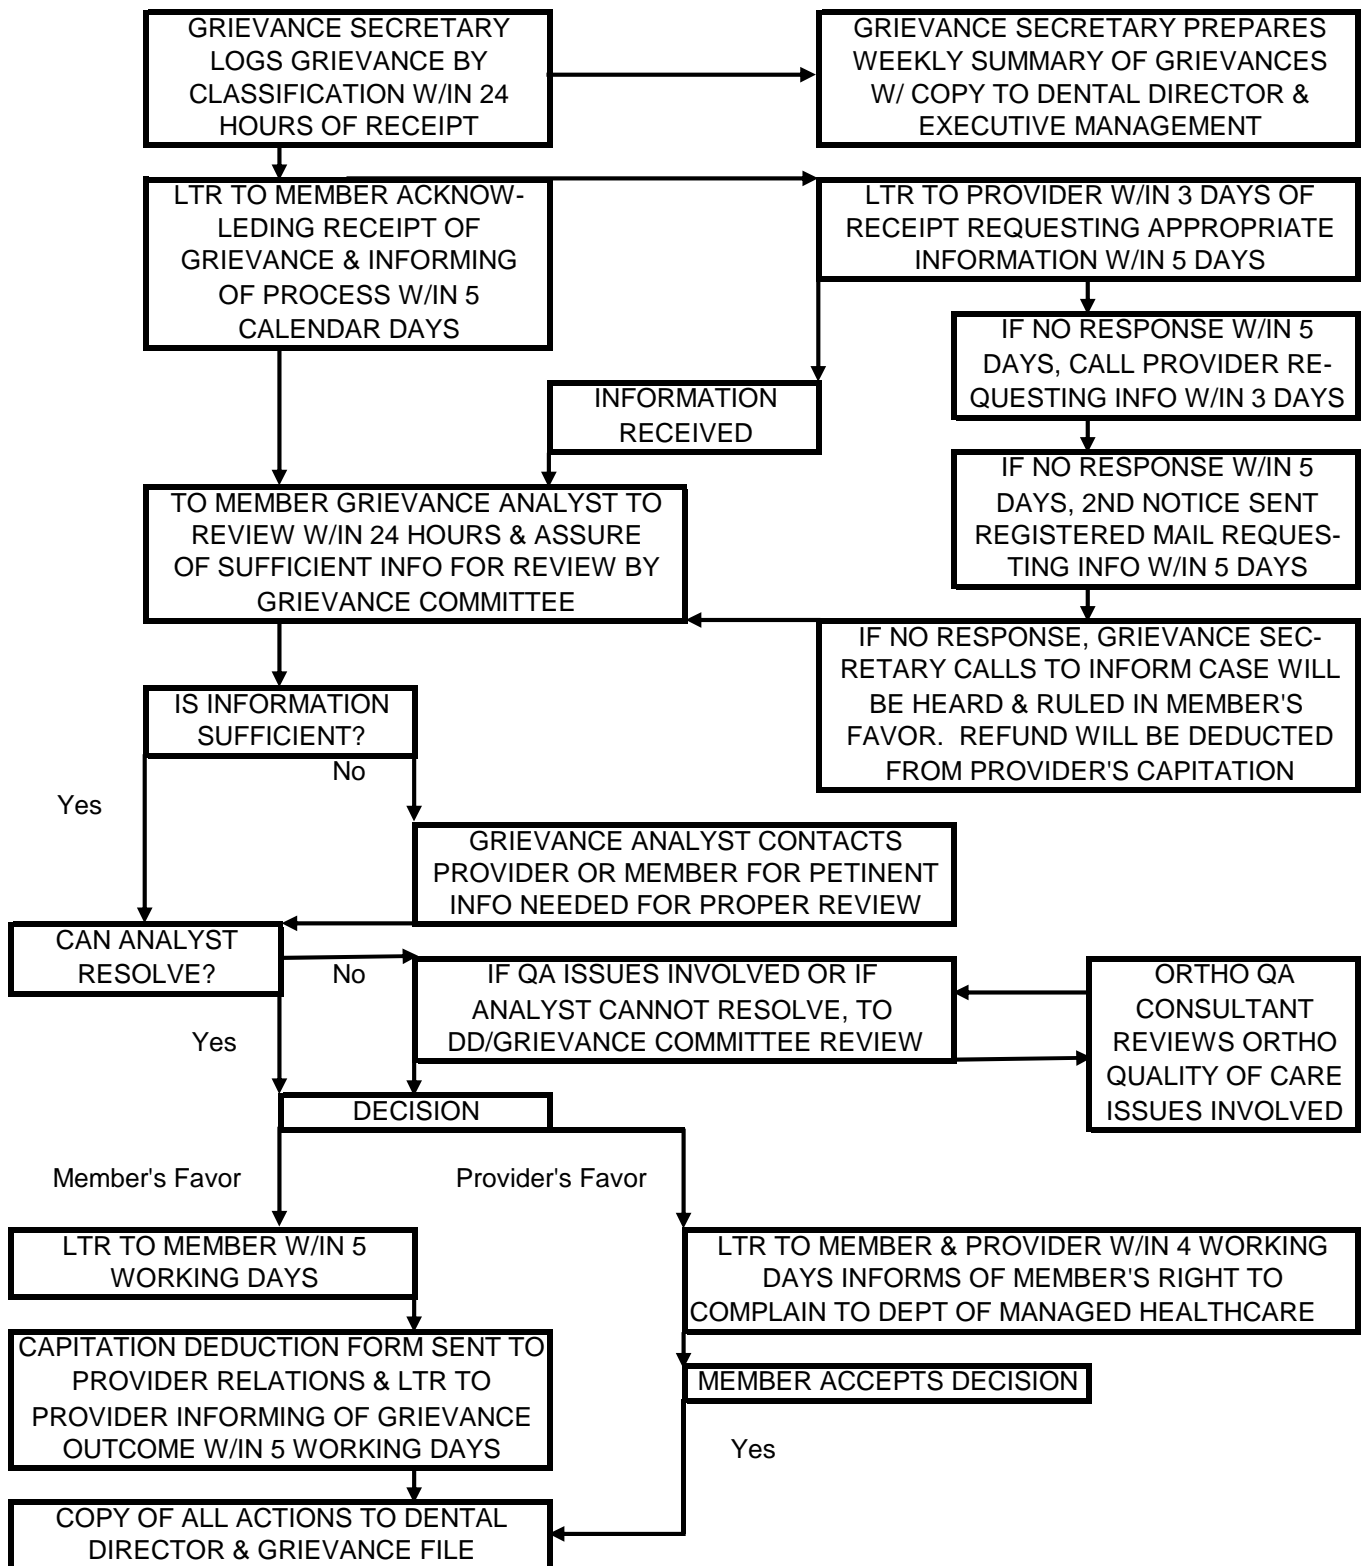 GRIEVANCE SECRETARY
LOGS GRIEVANCE BY
CLASSIFICATION W/IN 24
HOURS OF RECEIPT
GRIEVANCE SECRETARY PREPARES
WEEKLY SUMMARY OF GRIEVANCES
W/ COPY TO DENTAL DIRECTOR &
EXECUTIVE MANAGEMENT
LTR TO MEMBER ACKNOW-
LEDING RECEIPT OF
GRIEVANCE & INFORMING
OF PROCESS W/IN 5
CALENDAR DAYS
LTR TO PROVIDER W/IN 3 DAYS OF
RECEIPT REQUESTING APPROPRIATE
INFORMATION W/IN 5 DAYS
IF NO RESPONSE W/IN 5
DAYS, CALL PROVIDER RE-
QUESTING INFO W/IN 3 DAYS
INFORMATION
RECEIVED
IF NO RESPONSE W/IN 5
DAYS, 2ND NOTICE SENT
REGISTERED MAIL REQUES-
TING INFO W/IN 5 DAYS
TO MEMBER GRIEVANCE ANALYST TO
REVIEW W/IN 24 HOURS & ASSURE
OF SUFFICIENT INFO FOR REVIEW BY
GRIEVANCE COMMITTEE
IF NO RESPONSE, GRIEVANCE SEC-
RETARY CALLS TO INFORM CASE WILL
BE HEARD & RULED IN MEMBER'S
FAVOR.  REFUND WILL BE DEDUCTED
FROM PROVIDER'S CAPITATION
IS INFORMATION
SUFFICIENT?
No
Yes
GRIEVANCE ANALYST CONTACTS
PROVIDER OR MEMBER FOR PETINENT
INFO NEEDED FOR PROPER REVIEW
CAN ANALYST
RESOLVE?
No
Yes
IF QA ISSUES INVOLVED OR IF
ANALYST CANNOT RESOLVE, TO
DD/GRIEVANCE COMMITTEE REVIEW
ORTHO QA
CONSULTANT
REVIEWS ORTHO
QUALITY OF CARE
ISSUES INVOLVED
DECISION
Member's Favor
Provider's Favor
LTR TO MEMBER W/IN 5
WORKING DAYS
LTR TO MEMBER & PROVIDER W/IN 4 WORKING
DAYS INFORMS OF MEMBER'S RIGHT TO
COMPLAIN TO DEPT OF MANAGED HEALTHCARE
CAPITATION DEDUCTION FORM SENT TO
PROVIDER RELATIONS & LTR TO
PROVIDER INFORMING OF GRIEVANCE
OUTCOME W/IN 5 WORKING DAYS
MEMBER ACCEPTS DECISION
Yes
COPY OF ALL ACTIONS TO DENTAL
DIRECTOR & GRIEVANCE FILE